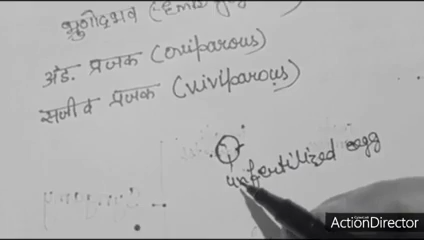 भ्रुणोद्भव
अंड. प्रजक (oviparous)
सजीव प्रजक (viviparous)
unfertilized egg
ActionDirector